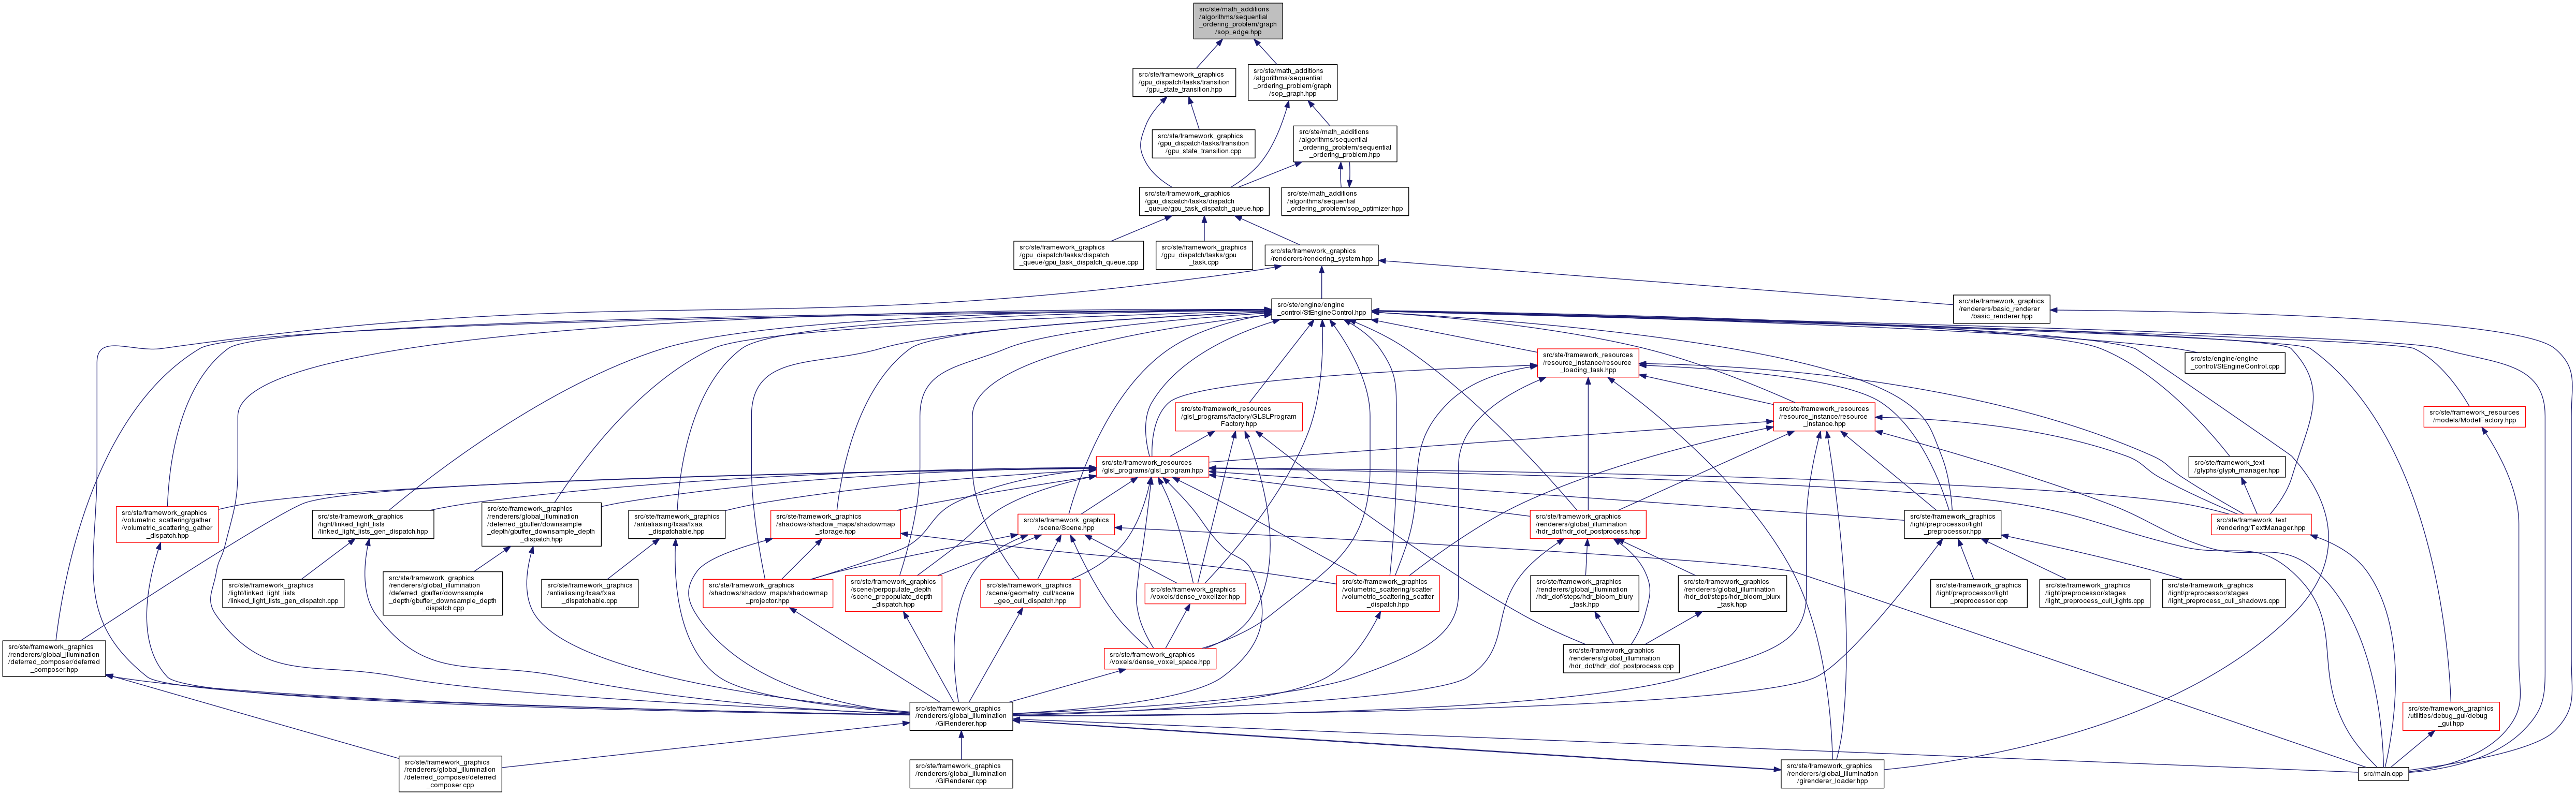 src/ste/math_additions
/algorithms/sequential
_ordering_problem/graph
/sop_edge.hpp
src/ste/framework_graphics
/gpu_dispatch/tasks/transition
/gpu_state_transition.hpp
src/ste/math_additions
/algorithms/sequential
_ordering_problem/graph
/sop_graph.hpp
src/ste/framework_graphics
/gpu_dispatch/tasks/transition
/gpu_state_transition.cpp
src/ste/math_additions
/algorithms/sequential
_ordering_problem/sequential
_ordering_problem.hpp
src/ste/framework_graphics
/gpu_dispatch/tasks/dispatch
_queue/gpu_task_dispatch_queue.hpp
src/ste/math_additions
/algorithms/sequential
_ordering_problem/sop_optimizer.hpp
src/ste/framework_graphics
/gpu_dispatch/tasks/dispatch
_queue/gpu_task_dispatch_queue.cpp
src/ste/framework_graphics
/gpu_dispatch/tasks/gpu
_task.cpp
src/ste/framework_graphics
/renderers/rendering_system.hpp
src/ste/engine/engine
_control/StEngineControl.hpp
src/ste/framework_graphics
/renderers/basic_renderer
/basic_renderer.hpp
src/ste/framework_resources
/resource_instance/resource
_loading_task.hpp
src/ste/engine/engine
_control/StEngineControl.cpp
src/ste/framework_resources
/glsl_programs/factory/GLSLProgram
Factory.hpp
src/ste/framework_resources
/resource_instance/resource
_instance.hpp
src/ste/framework_resources
/models/ModelFactory.hpp
src/ste/framework_resources
/glsl_programs/glsl_program.hpp
src/ste/framework_text
/glyphs/glyph_manager.hpp
src/ste/framework_graphics
/volumetric_scattering/gather
/volumetric_scattering_gather
_dispatch.hpp
src/ste/framework_graphics
/light/linked_light_lists
/linked_light_lists_gen_dispatch.hpp
src/ste/framework_graphics
/renderers/global_illumination
/deferred_gbuffer/downsample
_depth/gbuffer_downsample_depth
_dispatch.hpp
src/ste/framework_graphics
/antialiasing/fxaa/fxaa
_dispatchable.hpp
src/ste/framework_graphics
/shadows/shadow_maps/shadowmap
_storage.hpp
src/ste/framework_graphics
/scene/Scene.hpp
src/ste/framework_graphics
/renderers/global_illumination
/hdr_dof/hdr_dof_postprocess.hpp
src/ste/framework_graphics
/light/preprocessor/light
_preprocessor.hpp
src/ste/framework_text
/rendering/TextManager.hpp
src/ste/framework_graphics
/light/linked_light_lists
/linked_light_lists_gen_dispatch.cpp
src/ste/framework_graphics
/renderers/global_illumination
/deferred_gbuffer/downsample
_depth/gbuffer_downsample_depth
_dispatch.cpp
src/ste/framework_graphics
/antialiasing/fxaa/fxaa
_dispatchable.cpp
src/ste/framework_graphics
/shadows/shadow_maps/shadowmap
_projector.hpp
src/ste/framework_graphics
/scene/perpopulate_depth
/scene_prepopulate_depth
_dispatch.hpp
src/ste/framework_graphics
/scene/geometry_cull/scene
_geo_cull_dispatch.hpp
src/ste/framework_graphics
/voxels/dense_voxelizer.hpp
src/ste/framework_graphics
/volumetric_scattering/scatter
/volumetric_scattering_scatter
_dispatch.hpp
src/ste/framework_graphics
/renderers/global_illumination
/hdr_dof/steps/hdr_bloom_blury
_task.hpp
src/ste/framework_graphics
/renderers/global_illumination
/hdr_dof/steps/hdr_bloom_blurx
_task.hpp
src/ste/framework_graphics
/light/preprocessor/light
_preprocessor.cpp
src/ste/framework_graphics
/light/preprocessor/stages
/light_preprocess_cull_lights.cpp
src/ste/framework_graphics
/light/preprocessor/stages
/light_preprocess_cull_shadows.cpp
src/ste/framework_graphics
/renderers/global_illumination
/deferred_composer/deferred
_composer.hpp
src/ste/framework_graphics
/voxels/dense_voxel_space.hpp
src/ste/framework_graphics
/renderers/global_illumination
/hdr_dof/hdr_dof_postprocess.cpp
src/ste/framework_graphics
/renderers/global_illumination
/GIRenderer.hpp
src/ste/framework_graphics
/utilities/debug_gui/debug
_gui.hpp
src/ste/framework_graphics
/renderers/global_illumination
/deferred_composer/deferred
_composer.cpp
src/ste/framework_graphics
/renderers/global_illumination
/GIRenderer.cpp
src/ste/framework_graphics
/renderers/global_illumination
/girenderer_loader.hpp
src/main.cpp